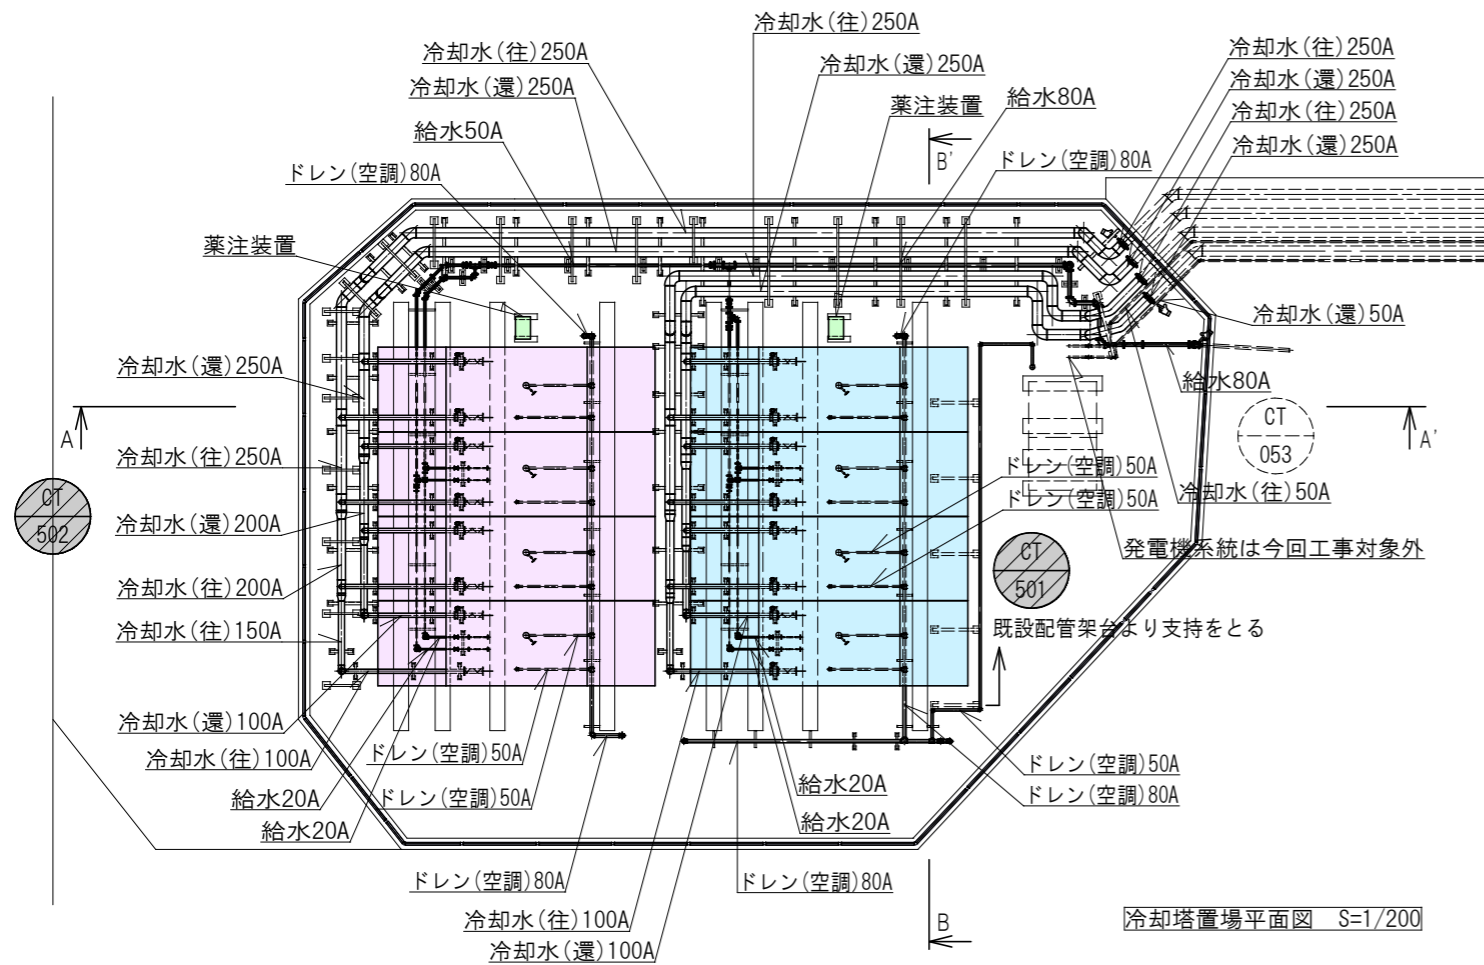 冷却水(往)250A
冷却水(往)250A
冷却水(還)250A
冷却水(還)250A
給水50A
ドレン(空調)80A
薬注装置
薬注装置
給水80A
B'
ドレン(空調)80A
冷却水(往)250A
冷却水(還)250A
冷却水(往)250A
冷却水(還)250A
冷却水(還)50A
給水80A
冷却水(還)250A
A
A'
CT
053
冷却水(往)250A
ドレン(空調)50A
ドレン(空調)50A
冷却水(往)50A
CT
502
冷却水(還)200A
発電機系統は今回工事対象外
CT
501
冷却水(往)200A
冷却水(往)150A
既設配管架台より支持をとる
冷却水(還)100A
冷却水(往)100A
ドレン(空調)50A
給水20A
ドレン(空調)50A
給水20A
給水20A
給水20A
ドレン(空調)50A
ドレン(空調)80A
ドレン(空調)80A
ドレン(空調)80A
冷却水(往)100A
冷却水(還)100A
B
冷却塔置場平面図 S=1/200